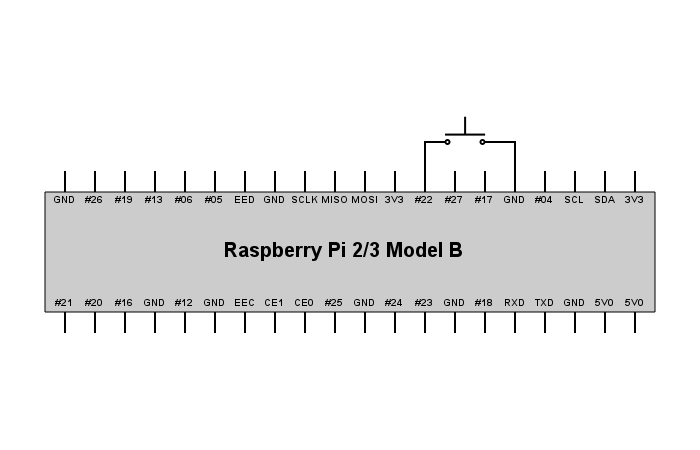 GND #26 #19 #13 #06 #05 EED GND SCLK MISO MOSI 3V3 #22 #27 #17 GND #04 SCL SDA 3V3
Raspberry Pi 2/3 Model B
#21 #20 #16 GND #12 GND EEC CE1 CE0 #25 GND #24 #23 GND #18 RXD TXD GND 5V0 5V0